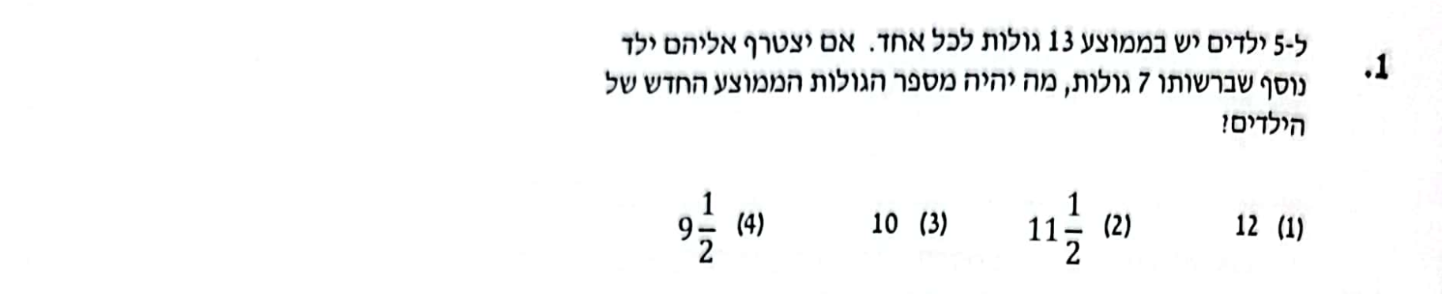 1. ל-5 ילדים יש בממוצע 13 גולות לכל אחד. אם יצטרף אליהם ילד
נוסף שברשותו 7 גולות, מה יהיה מספר הגולות הממוצע החדש של
הילדים?
(1) 12 (2) 11 1/2 (3) 10 (4) 9 1/2